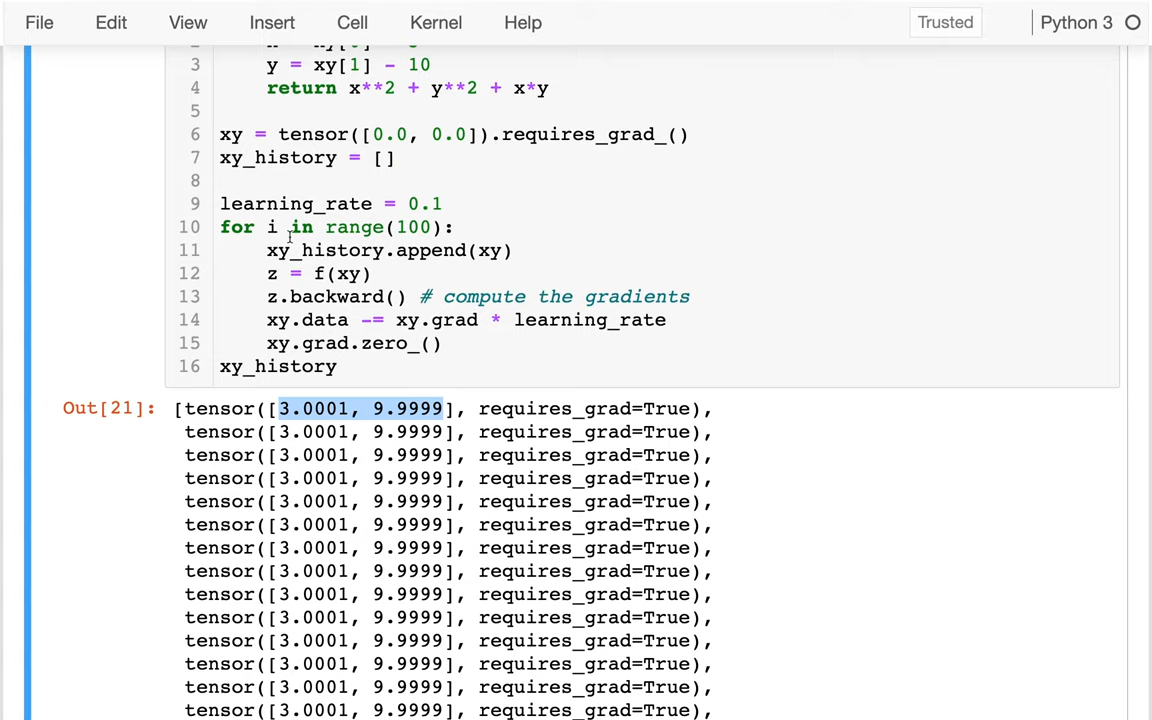 File Edit View Insert Cell Kernel Help Trusted Python 3
3 y = xy[1] - 10
4 return x**2 + y**2 + x*y
5
6 xy = tensor([0.0, 0.0]).requires_grad_()
7 xy_history = []
8
9 learning_rate = 0.1
10 for i in range(100):
11 xy_history.append(xy)
12 z = f(xy)
13 z.backward() # compute the gradients
14 xy.data -= xy.grad * learning_rate
15 xy.grad.zero_()
16 xy_history
Out[21]: [tensor([3.0001, 9.9999], requires_grad=True),
tensor([3.0001, 9.9999], requires_grad=True),
tensor([3.0001, 9.9999], requires_grad=True),
tensor([3.0001, 9.9999], requires_grad=True),
tensor([3.0001, 9.9999], requires_grad=True),
tensor([3.0001, 9.9999], requires_grad=True),
tensor([3.0001, 9.9999], requires_grad=True),
tensor([3.0001, 9.9999], requires_grad=True),
tensor([3.0001, 9.9999], requires_grad=True),
tensor([3.0001, 9.9999], requires_grad=True),
tensor([3.0001, 9.9999], requires_grad=True),
tensor([3.0001, 9.9999], requires_grad=True),
tensor([3.0001, 9.9999], requires_grad=True),
tensor([3.0001, 9.9999], requires_grad=True),